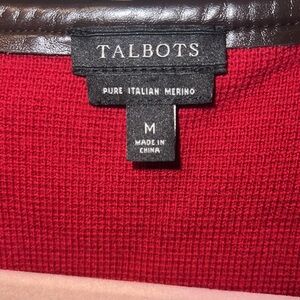 TALBOTS
PURE ITALIAN MERINO
M
MADE IN
CHINA